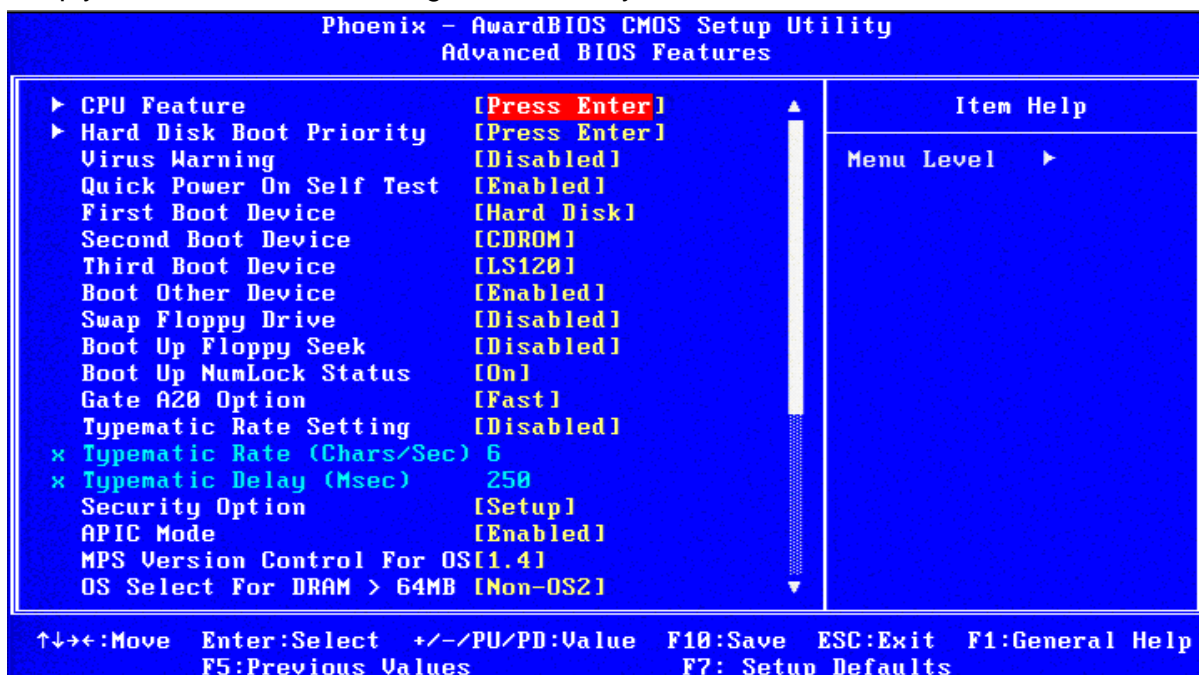 Phoenix - AwardBIOS CMOS Setup Utility
Advanced BIOS Features
CPU Feature [Press Enter]
Hard Disk Boot Priority [Press Enter]
Virus Warning [Disabled]
Quick Power On Self Test [Enabled]
First Boot Device [Hard Disk]
Second Boot Device [CDROM]
Third Boot Device [LS120]
Boot Other Device [Enabled]
Swap Floppy Drive [Disabled]
Boot Up Floppy Seek [Disabled]
Boot Up NumLock Status [On]
Gate A20 Option [Fast]
Typematic Rate Setting [Disabled]
x Typematic Rate (Chars/Sec) 6
x Typematic Delay (Msec) 250
Security Option [Setup]
APIC Mode [Enabled]
MPS Version Control For OS[1.4]
OS Select For DRAM > 64MB [Non-OS2]
Item Help
Menu Level
↑↓→←:Move Enter:Select +/-/PU/PD:Value F10:Save ESC:Exit F1:General Help
F5:Previous Values F7: Setup Defaults